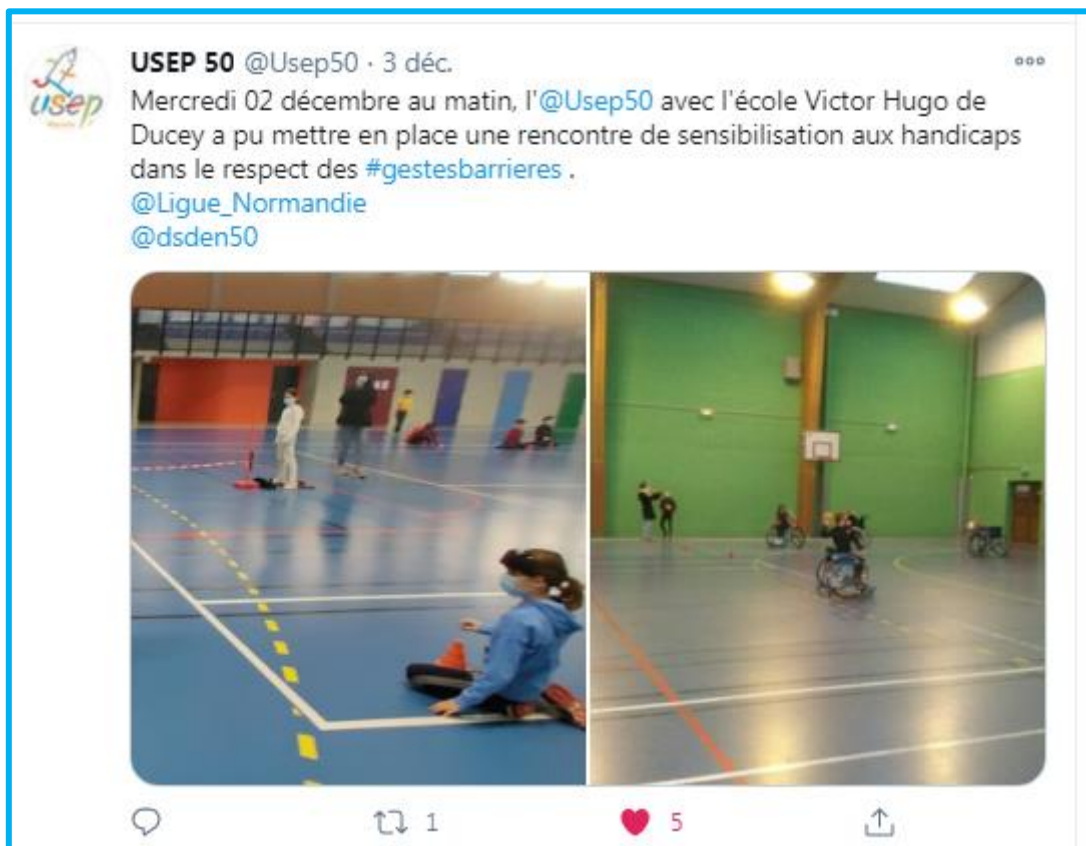 USEP 50 @Usep50 · 3 déc.
usep
Mercredi 02 décembre au matin, l'@Usep50 avec l'école Victor Hugo de
Ducey a pu mettre en place une rencontre de sensibilisation aux handicaps
dans le respect des #gestesbarrieres .
@Ligue_Normandie
@dsden50
1
5